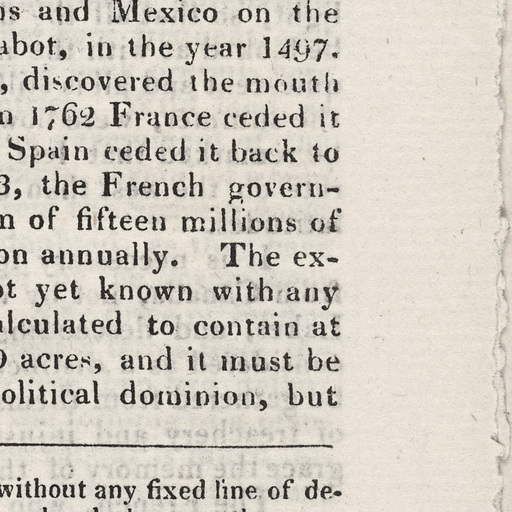 ns and Mexico on the
abot, in the year 1497.
, discovered the mouth
n 1762 France ceded it
Spain ceded it back to
3, the French govern-
m of fifteen millions of
on annually. The ex-
ot yet known with any
alculated to contain at
0 acres, and it must be
political dominion, but
without any fixed line of de-